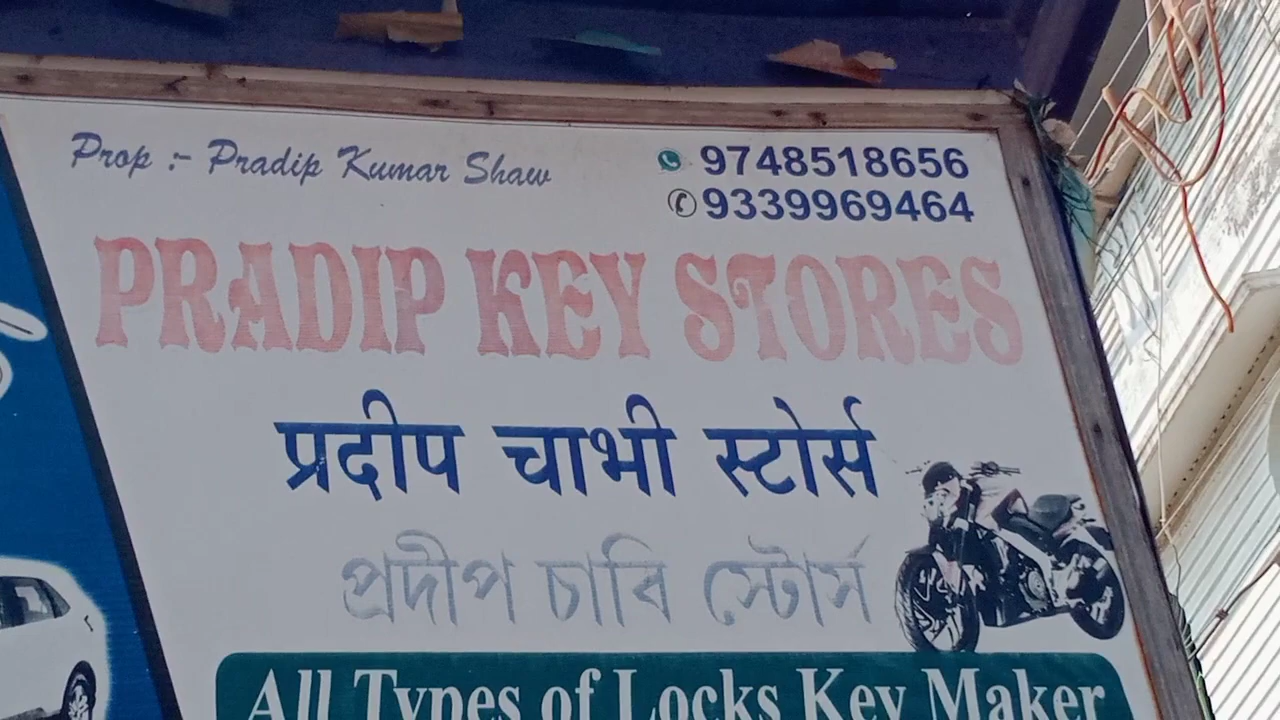 Prop :- Pradip Kumar Shaw
9748518656
9339969464
PRADIP KEY STORES
प्रदीप चाभी स्टोर्स
প্রদীপ চাবি স্টোর্স
All Types of Locks Key Maker